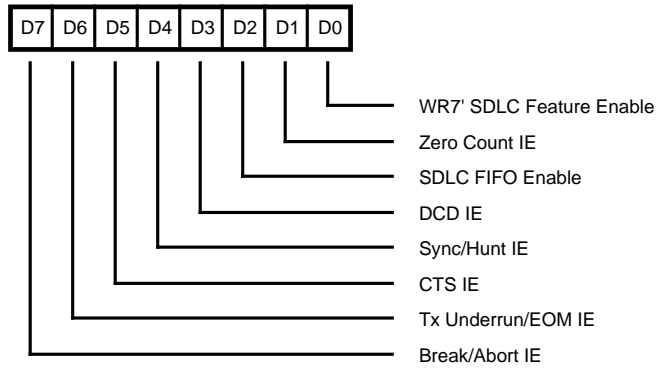 D7 D6 D5 D4 D3 D2 D1 D0
WR7' SDLC Feature Enable
Zero Count IE
SDLC FIFO Enable
DCD IE
Sync/Hunt IE
CTS IE
Tx Underrun/EOM IE
Break/Abort IE